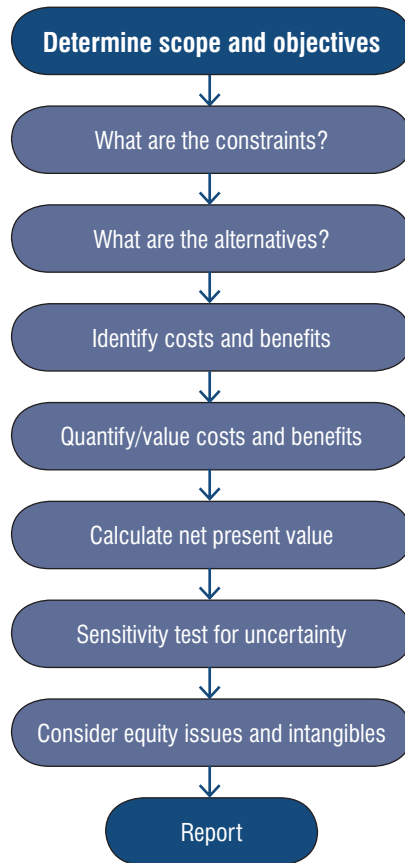 Determine scope and objectives
What are the constraints?
What are the alternatives?
Identify costs and benefits
Quantify/value costs and benefits
Calculate net present value
Sensitivity test for uncertainty
Consider equity issues and intangibles
Report